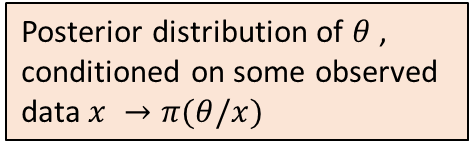 Posterior distribution of 𝜃 ,
conditioned on some observed
data 𝑥 → 𝜋(𝜃/𝑥)